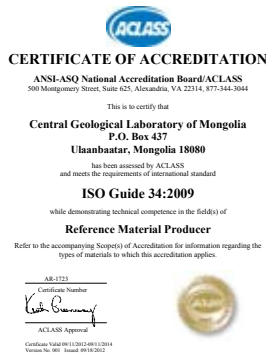 ACLASS
CERTIFICATE OF ACCREDITATION
ANSI-ASQ National Accreditation Board/ACLASS
500 Montgomery Street, Suite 625, Alexandria, VA 22314, 877-344-3044
This is to certify that
Central Geological Laboratory of Mongolia
P.O. Box 437
Ulaanbaatar, Mongolia 18080
has been assessed by ACLASS
and meets the requirements of international standard
ISO Guide 34:2009
while demonstrating technical competence in the field(s) of
Reference Material Producer
Refer to the accompanying Scope(s) of Accreditation for information regarding the
types of materials to which this accreditation applies.
AR-1723
Certificate Number
ACLASS Approval
Certificate Valid 09/11/2012-09/11/2014
Version No. 001 Issued: 09/18/2012
ACLASS